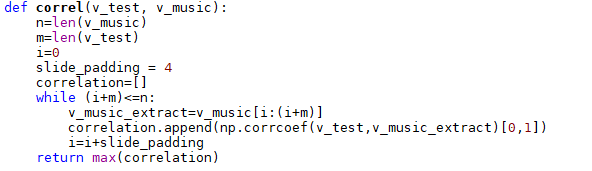 def correl(v_test, v_music):
    n=len(v_music)
    m=len(v_test)
    i=0
    slide_padding = 4
    correlation=[]
    while (i+m)<=n:
        v_music_extract=v_music[i:(i+m)]
        correlation.append(np.corrcoef(v_test,v_music_extract)[0,1])
        i=i+slide_padding
    return max(correlation)